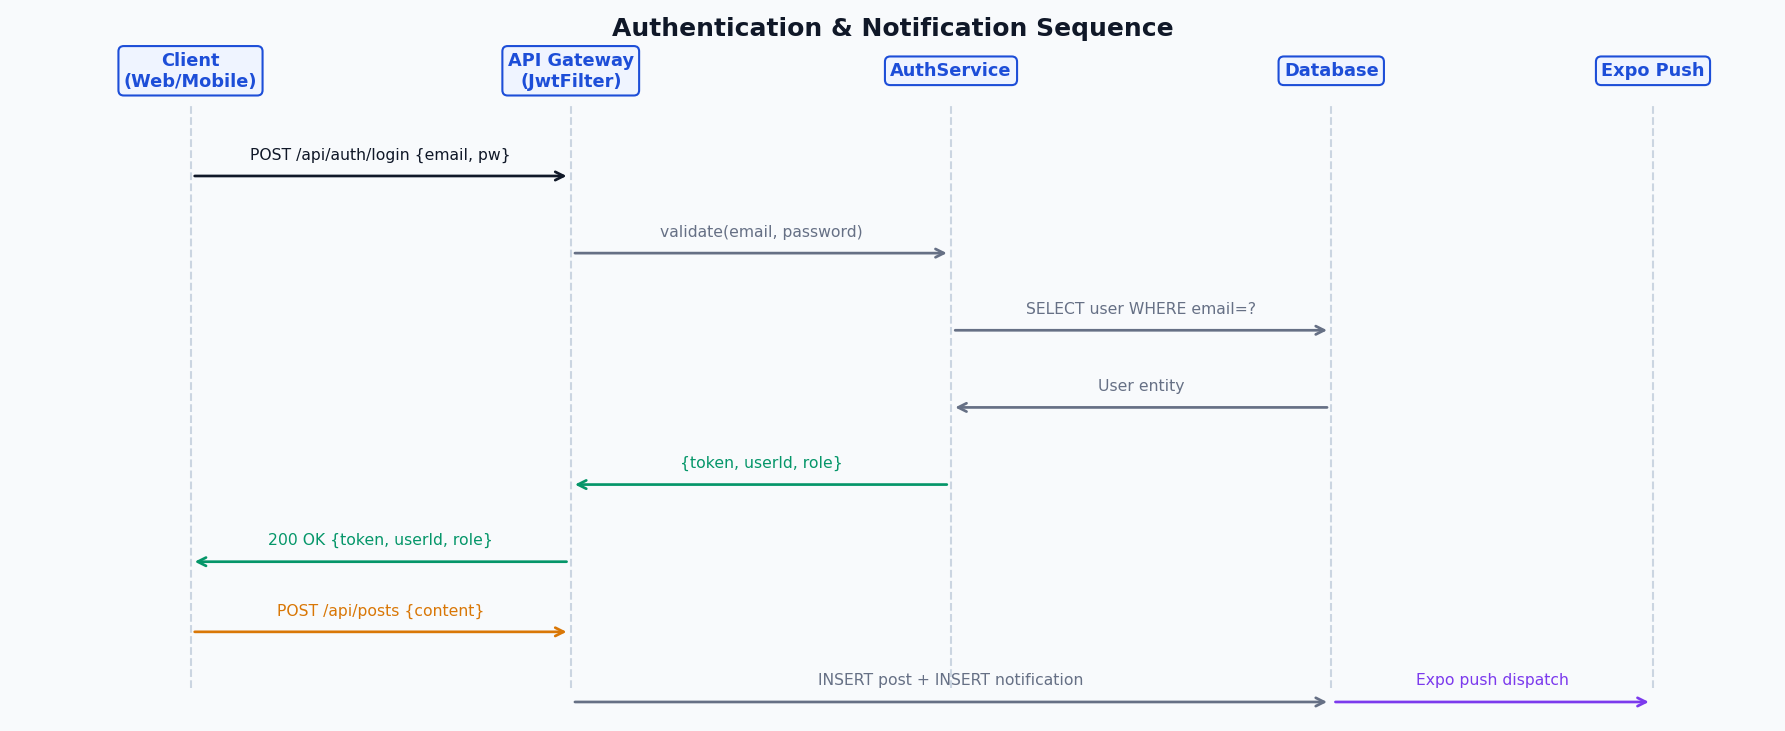 Authentication & Notification Sequence
Client
(Web/Mobile)
API Gateway
(JwtFilter)
AuthService
Database
Expo Push
POST /api/auth/login {email, pw}
validate(email, password)
SELECT user WHERE email=?
User entity
{token, userId, role}
200 OK {token, userId, role}
POST /api/posts {content}
INSERT post + INSERT notification
Expo push dispatch